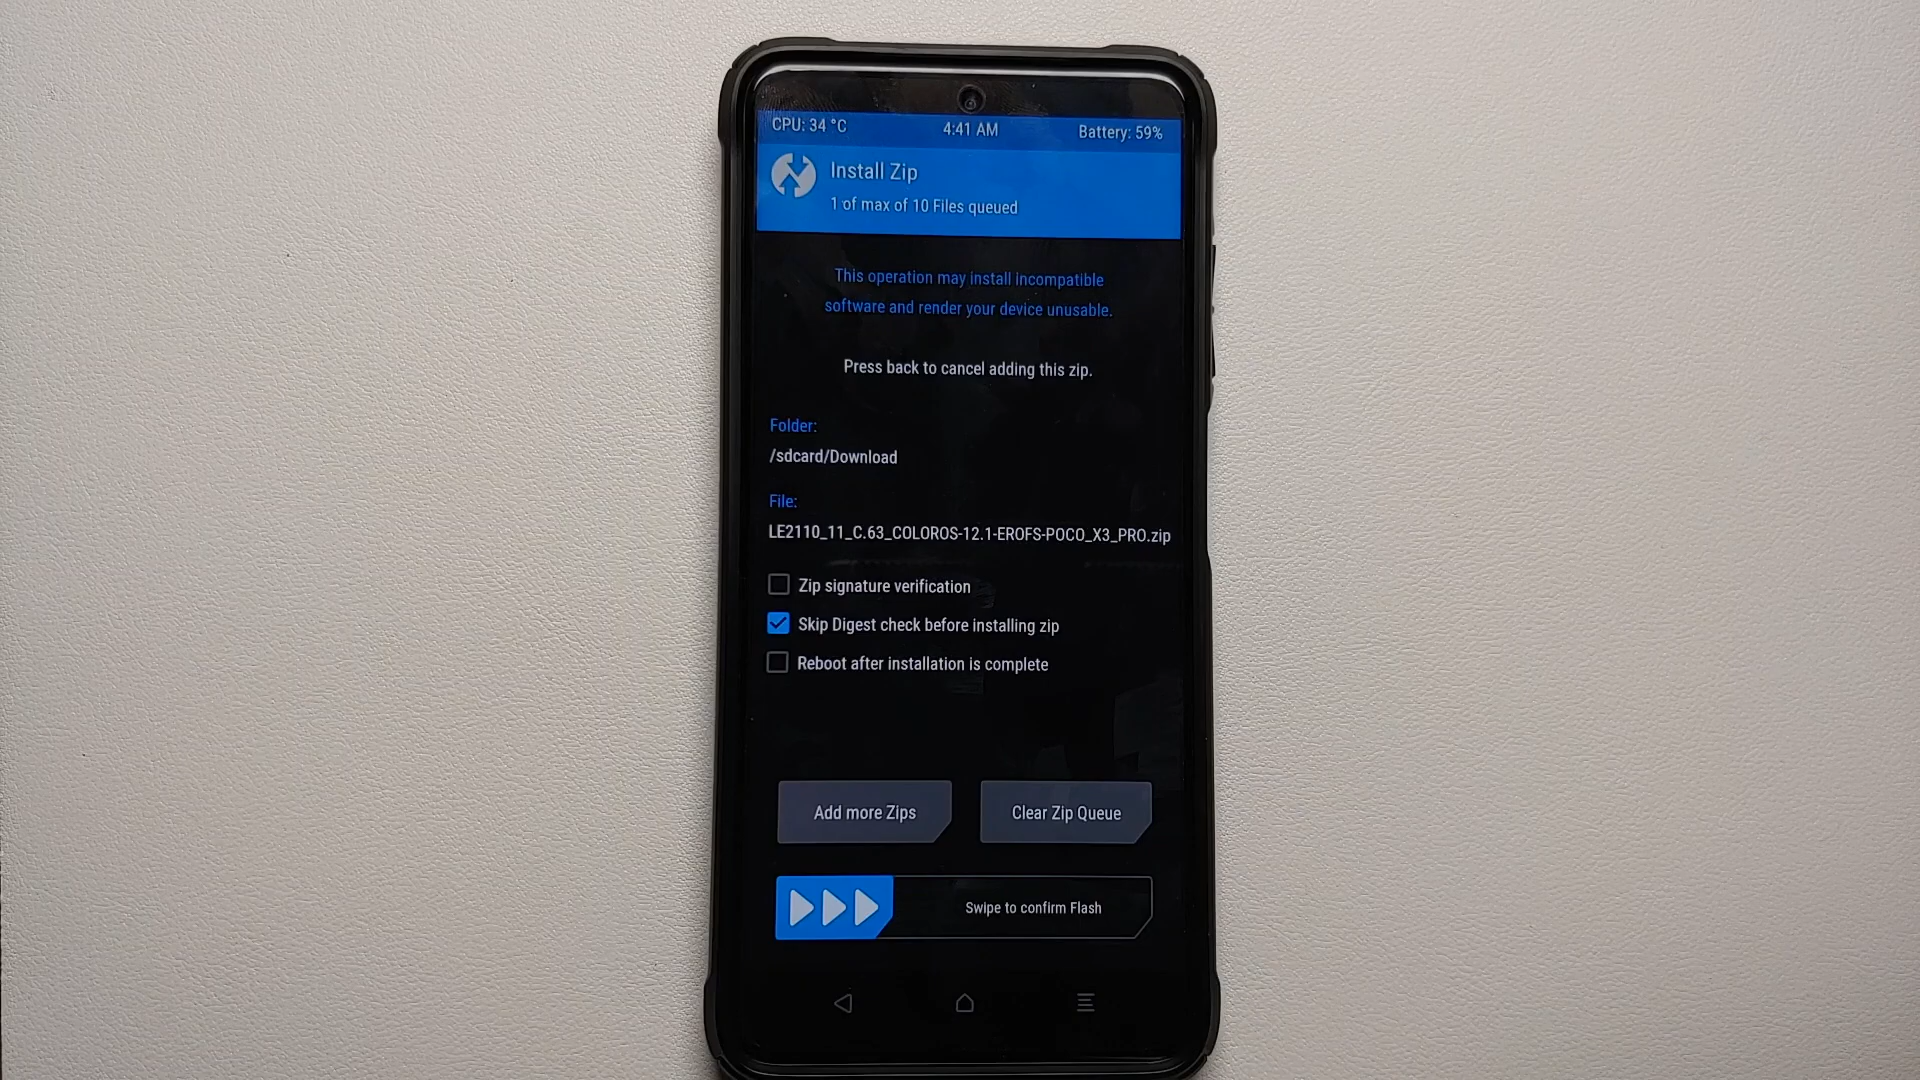 CPU: 34 °C 4:41 AM Battery: 59%
Install Zip
1 of max of 10 Files queued
This operation may install incompatible
software and render your device unusable.
Press back to cancel adding this zip.
Folder:
/sdcard/Download
File:
LE2110_11_C.63_COLOROS-12.1-EROFS-POCO_X3_PRO.zip
Zip signature verification
Skip Digest check before installing zip
Reboot after installation is complete
Add more Zips Clear Zip Queue
Swipe to confirm Flash